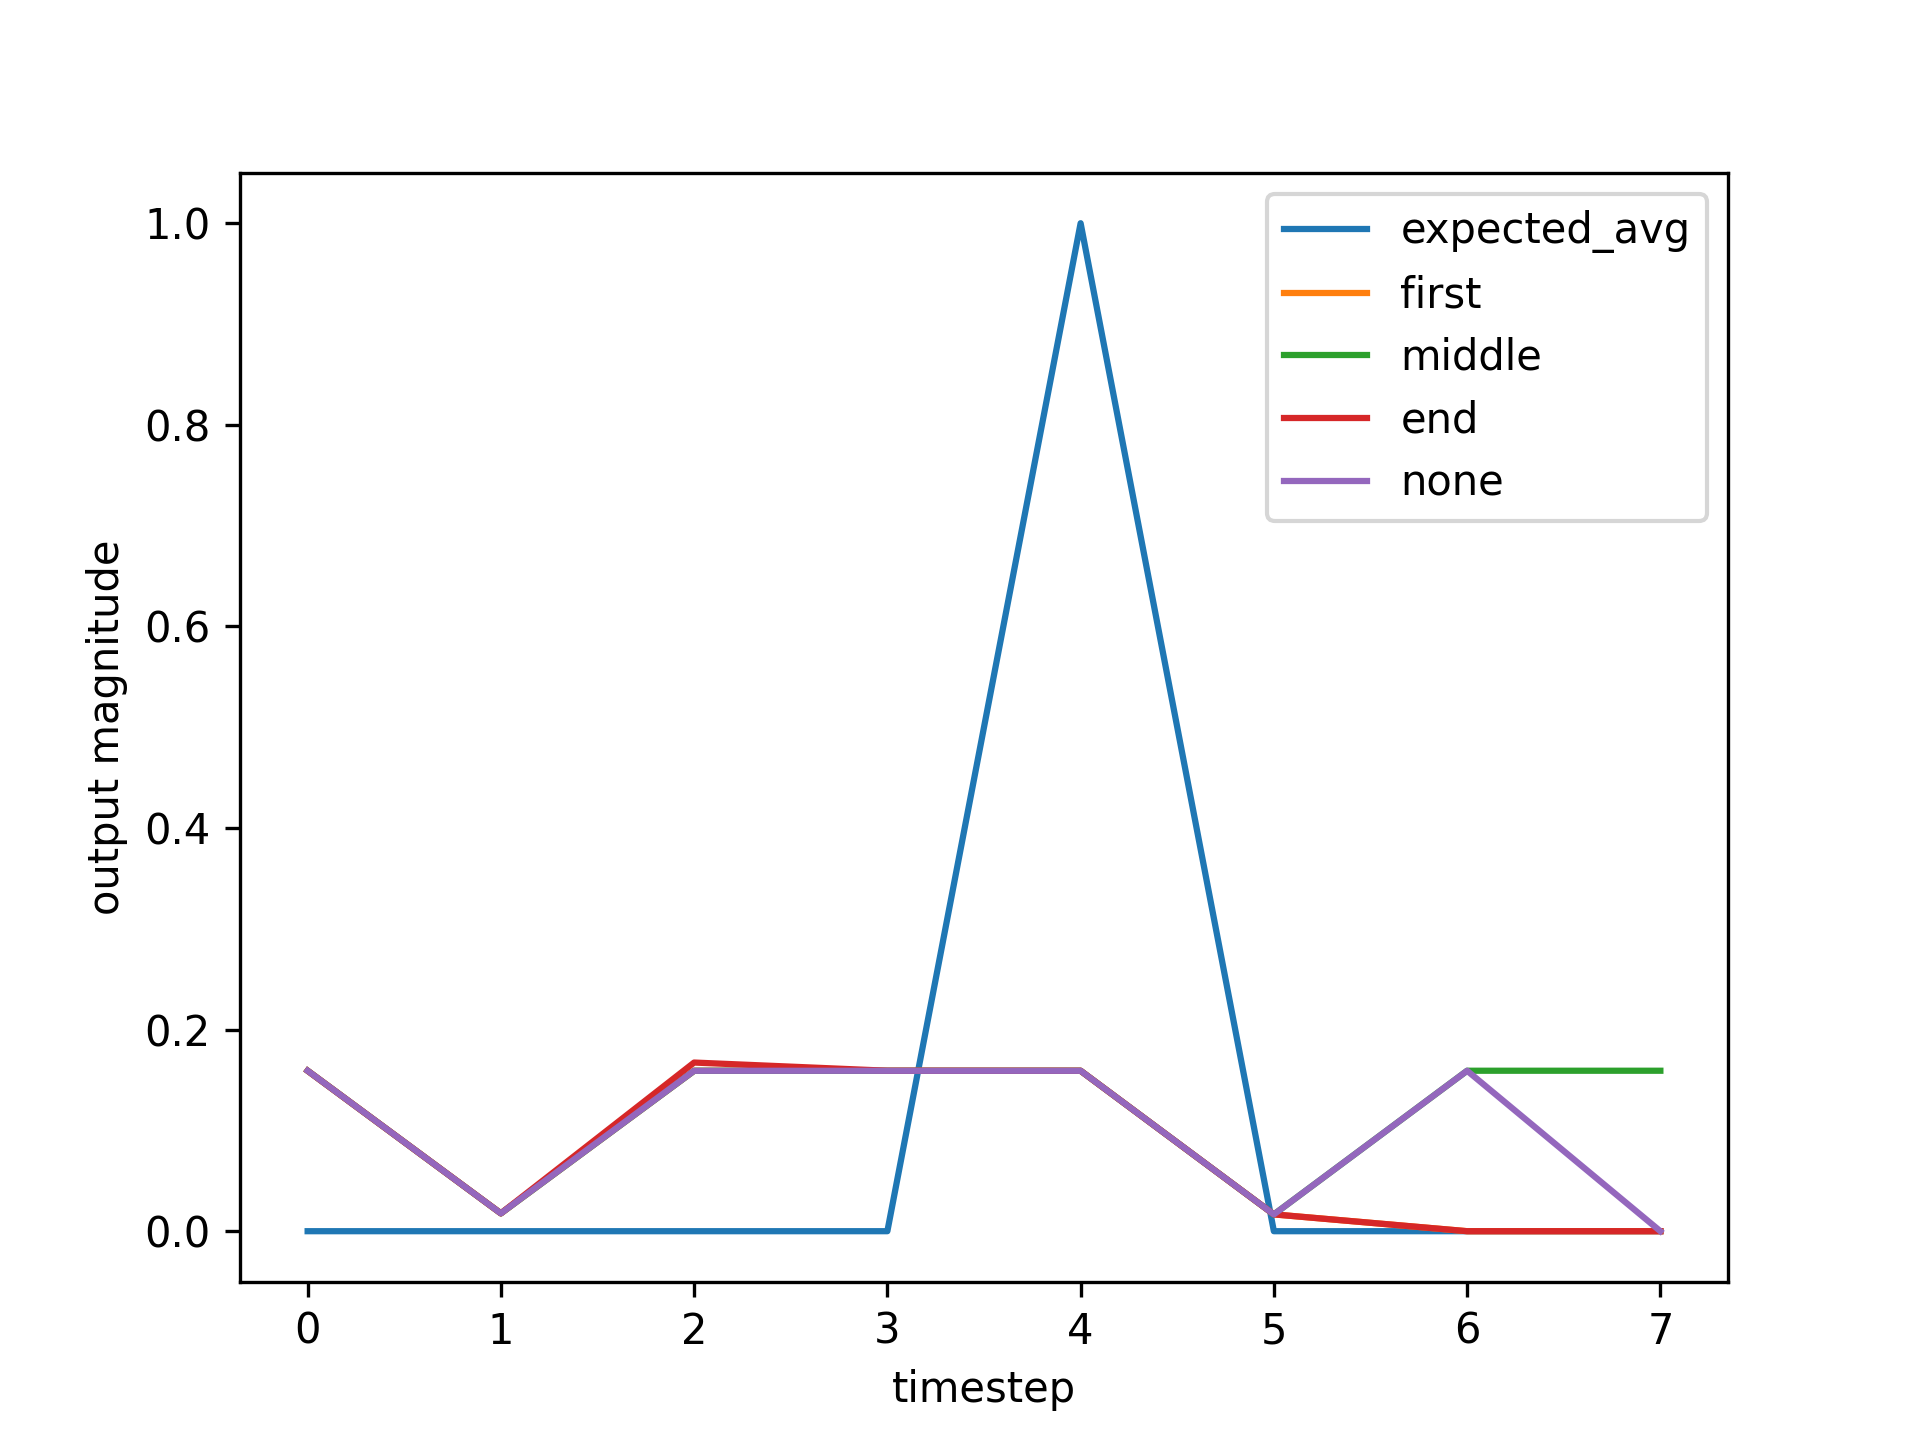 expected_avg
first
middle
end
none
1.0
0.8
0.6
0.4
0.2
0.0
output magnitude
0 1 2 3 4 5 6 7
timestep